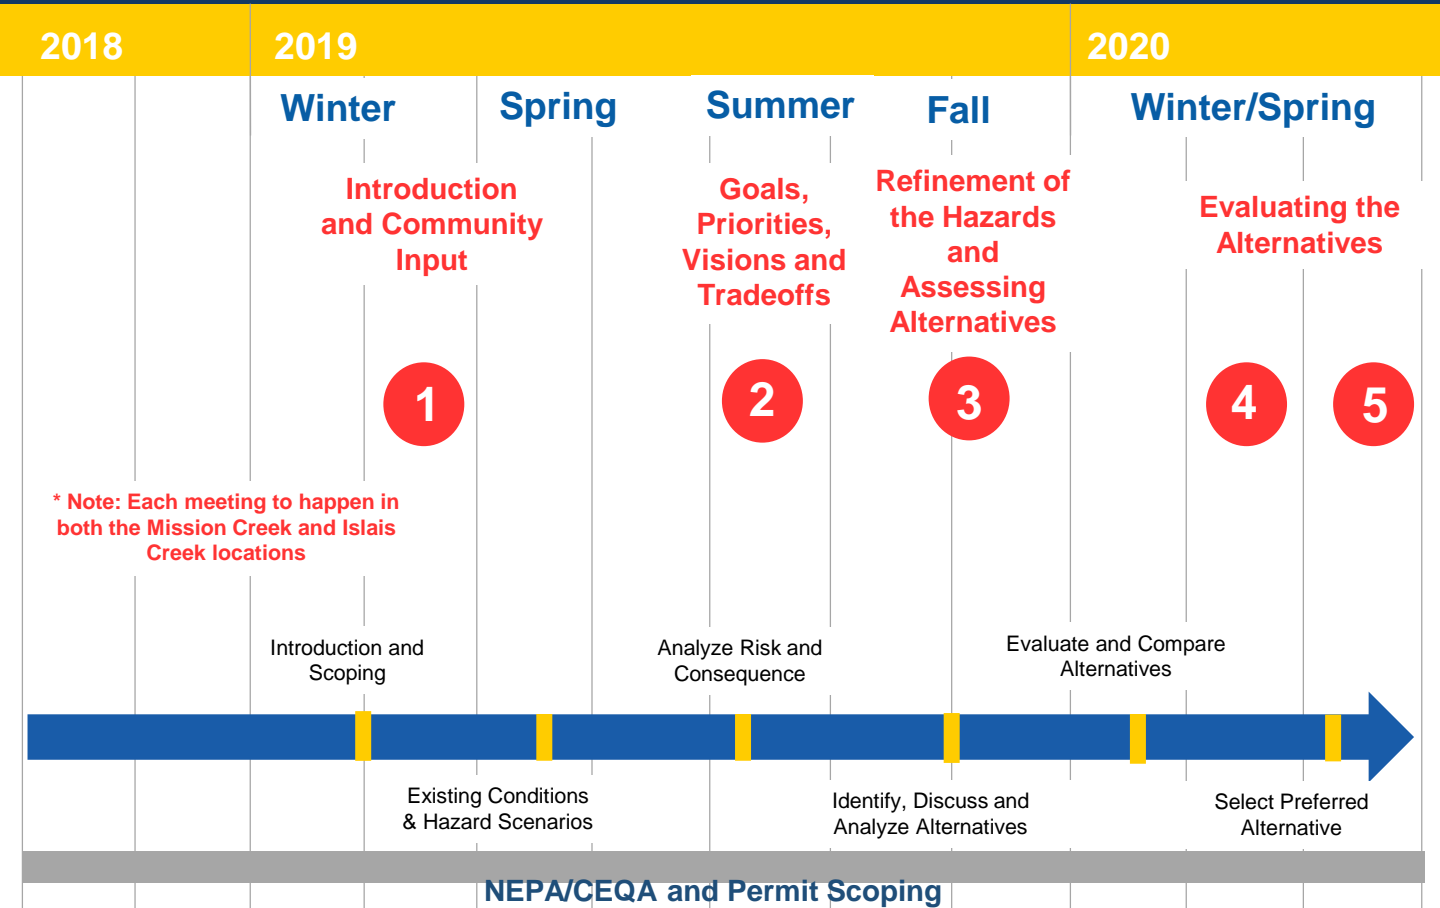 2018
2019
2020
Winter
Spring
Summer
Fall
Winter/Spring
Introduction
and Community
Input
Goals,
Priorities,
Visions and
Tradeoffs
Refinement of
the Hazards
and
Assessing
Alternatives
Evaluating the
Alternatives
1
2
3
4
5
* Note: Each meeting to happen in
both the Mission Creek and Islais
Creek locations
Introduction and
Scoping
Analyze Risk and
Consequence
Evaluate and Compare
Alternatives
Existing Conditions
& Hazard Scenarios
Identify, Discuss and
Analyze Alternatives
Select Preferred
Alternative
NEPA/CEQA and Permit Scoping